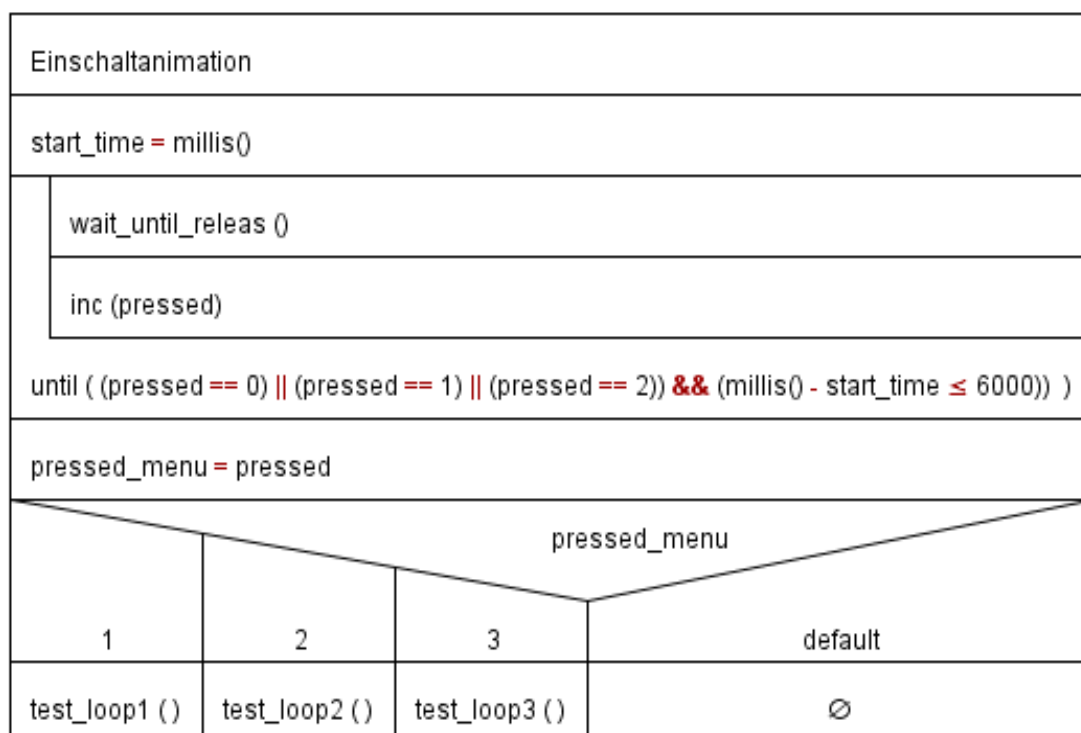 Einschaltanimation
start_time = millis()
wait_until_releas ()
inc (pressed)
until ( (pressed == 0) || (pressed == 1) || (pressed == 2)) && (millis() - start_time ≤ 6000)) )
pressed_menu = pressed
pressed_menu
1 2 3 default
test_loop1 ( ) test_loop2 ( ) test_loop3 ( ) ∅